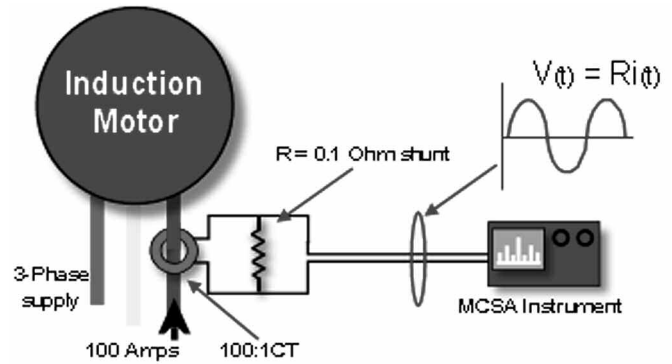 Induction
Motor
V(t) = Ri(t)
R = 0.1 Ohm shunt
3-Phase
supply
100 Amps
100:1CT
MCSA Instrument